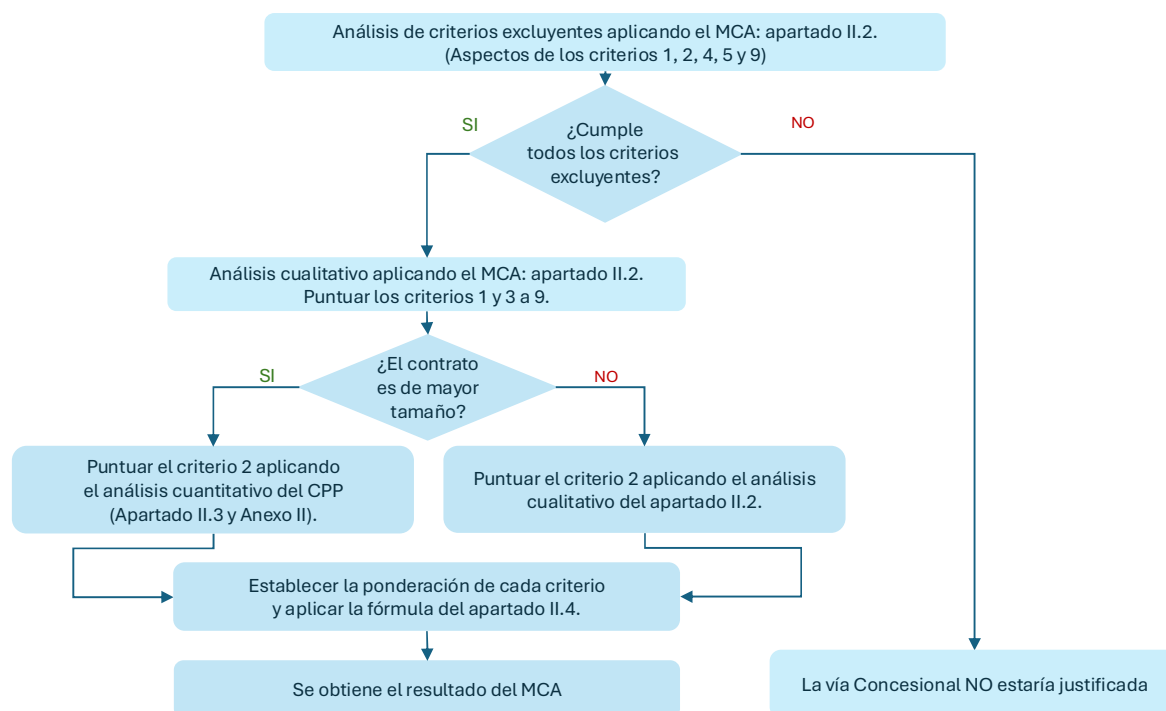 Análisis de criterios excluyentes aplicando el MCA: apartado II.2.
(Aspectos de los criterios 1, 2, 4, 5 y 9)
SI
¿Cumple
todos los criterios
excluyentes?
NO
Análisis cualitativo aplicando el MCA: apartado II.2.
Puntuar los criterios 1 y 3 a 9.
SI
¿El contrato
es de mayor
tamaño?
NO
Puntuar el criterio 2 aplicando
el análisis cuantitativo del CPP
(Apartado II.3 y Anexo II).
Puntuar el criterio 2 aplicando el análisis
cualitativo del apartado II.2.
Establecer la ponderación de cada criterio
y aplicar la fórmula del apartado II.4.
Se obtiene el resultado del MCA
La vía Concesional NO estaría justificada